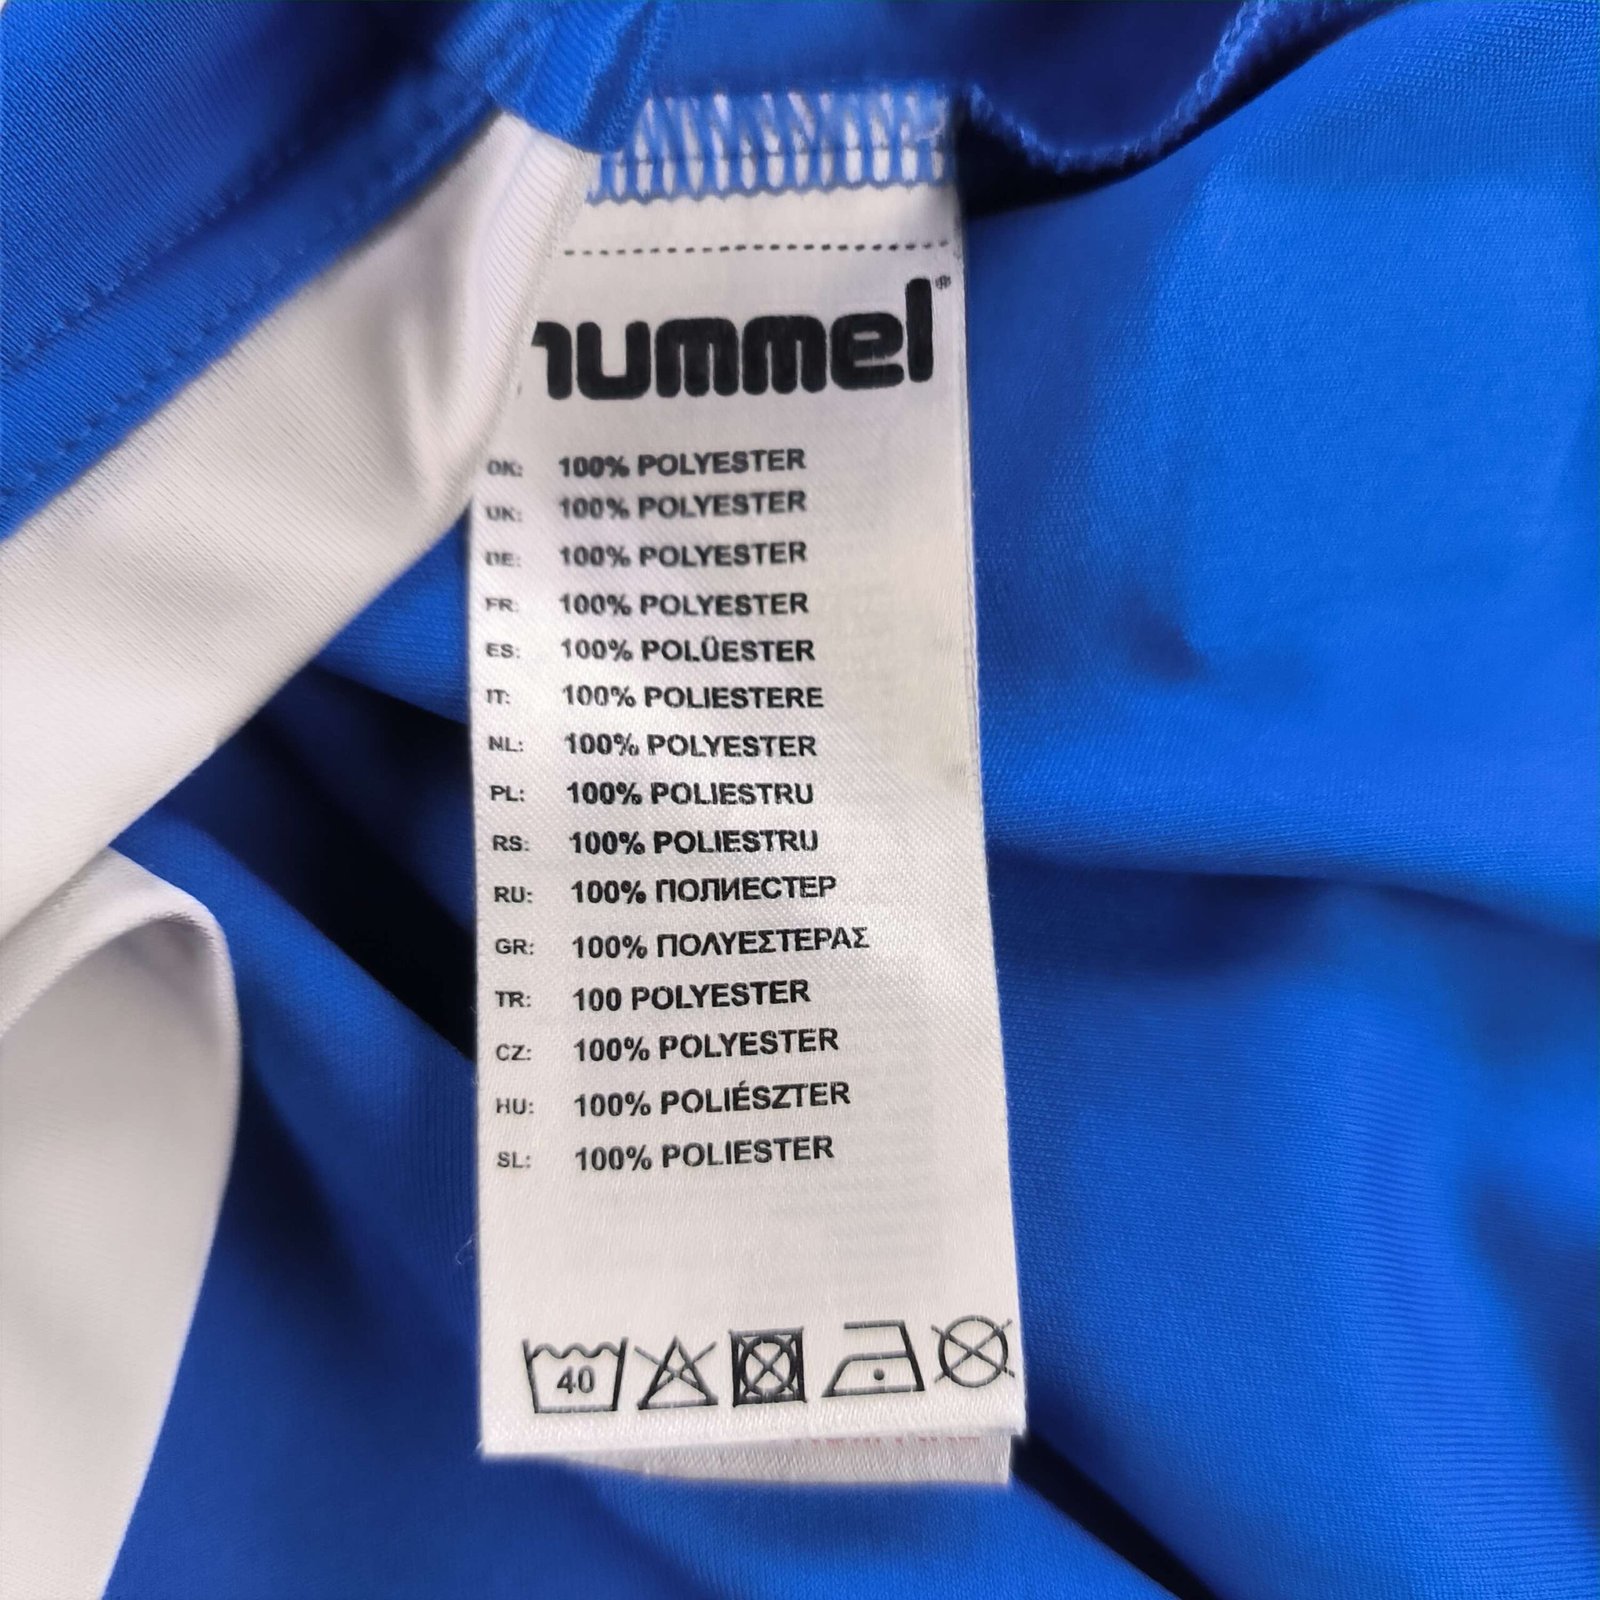 hummel®
DK: 100% POLYESTER
UK: 100% POLYESTER
DE: 100% POLYESTER
FR: 100% POLYESTER
ES: 100% POLÜESTER
IT: 100% POLIESTERE
NL: 100% POLYESTER
PL: 100% POLIESTRU
RS: 100% POLIESTRU
RU: 100% ПОЛИЕСТЕР
GR: 100% ΠΟΛΥΕΣΤΕΡΑΣ
TR: 100 POLYESTER
CZ: 100% POLYESTER
HU: 100% POLIÉSZTER
SL: 100% POLIESTER
40